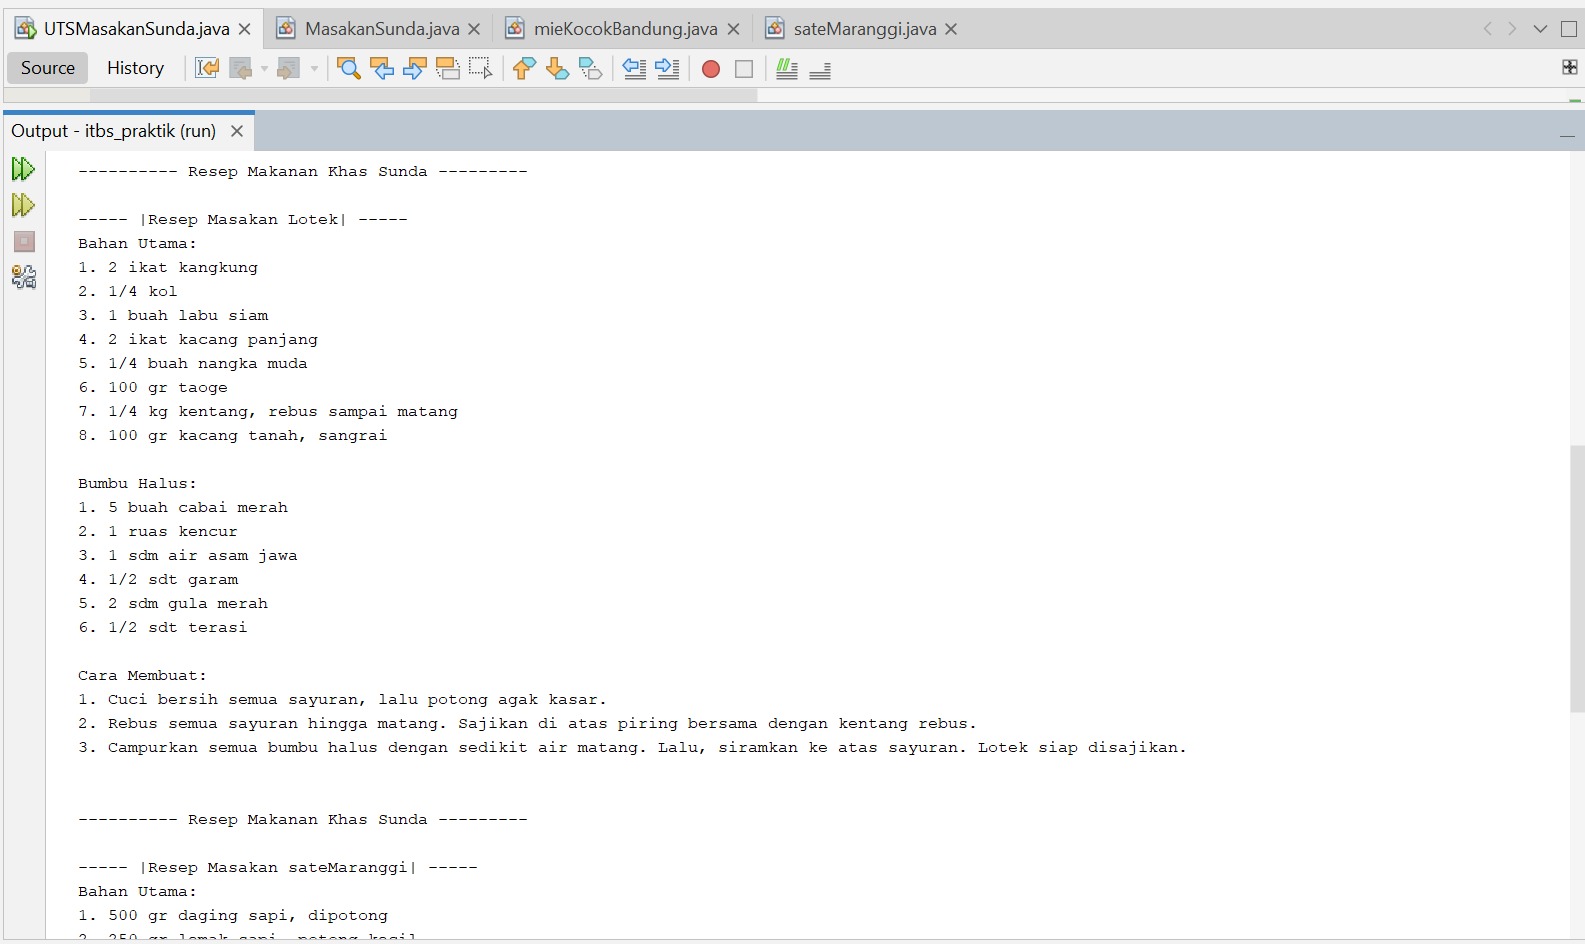 UTSMasakanSunda.java MasakanSunda.java mieKocokBandung.java sateMaranggi.java
Source History
Output - itbs_praktik (run)
---------- Resep Makanan Khas Sunda ---------
----- |Resep Masakan Lotek| -----
Bahan Utama:
1. 2 ikat kangkung
2. 1/4 kol
3. 1 buah labu siam
4. 2 ikat kacang panjang
5. 1/4 buah nangka muda
6. 100 gr taoge
7. 1/4 kg kentang, rebus sampai matang
8. 100 gr kacang tanah, sangrai
Bumbu Halus:
1. 5 buah cabai merah
2. 1 ruas kencur
3. 1 sdm air asam jawa
4. 1/2 sdt garam
5. 2 sdm gula merah
6. 1/2 sdt terasi
Cara Membuat:
1. Cuci bersih semua sayuran, lalu potong agak kasar.
2. Rebus semua sayuran hingga matang. Sajikan di atas piring bersama dengan kentang rebus.
3. Campurkan semua bumbu halus dengan sedikit air matang. Lalu, siramkan ke atas sayuran. Lotek siap disajikan.
---------- Resep Makanan Khas Sunda ---------
----- |Resep Masakan sateMaranggi| -----
Bahan Utama:
1. 500 gr daging sapi, dipotong